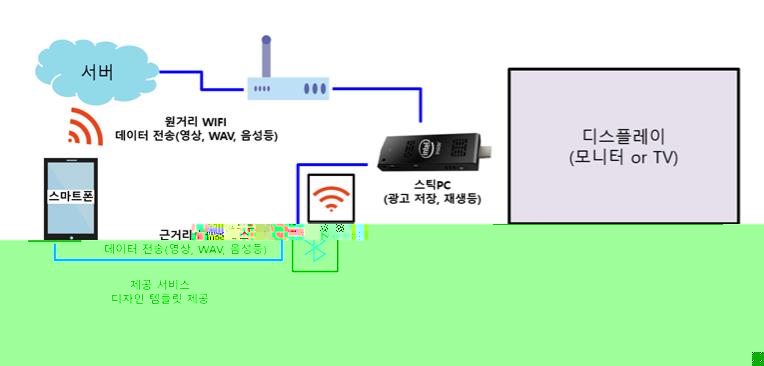 서버
원거리 WIFI
데이터 전송(영상, WAV, 음성등)
스마트폰
intel
inside
스틱PC
(광고 저장, 재생등)
디스플레이
(모니터 or TV)
근거리
데이터 전송(영상, WAV, 음성등)
제공 서비스
디자인 템플릿 제공